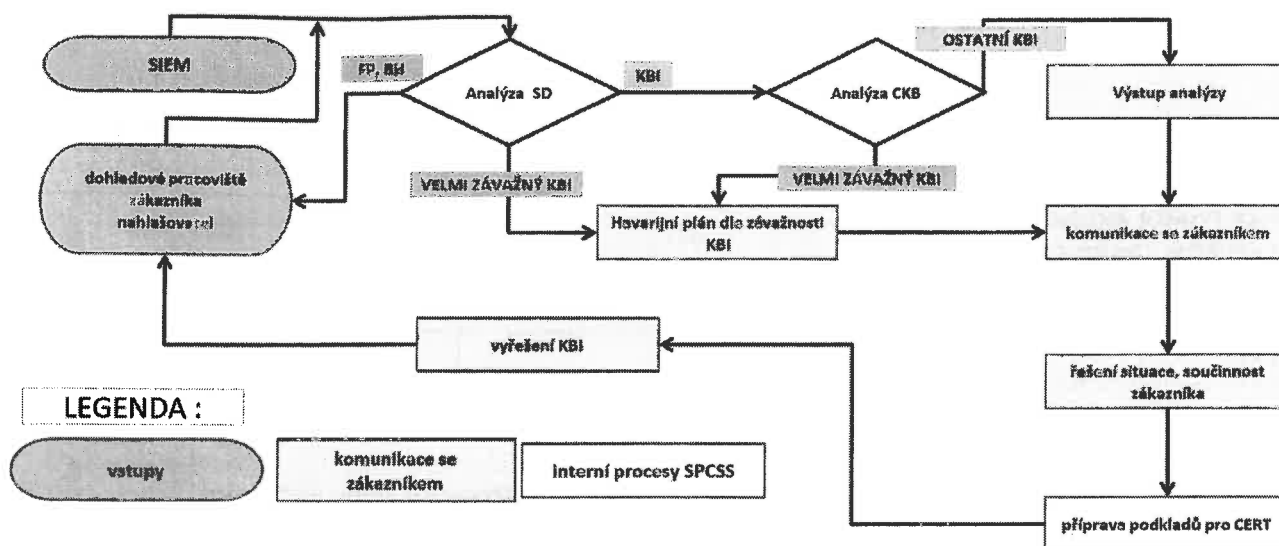 OSTATNÍ KBI
SIEM
FP, BH
KBI
Analýza SD
Analýza CKB
Výstup analýzy
dohledové pracoviště
zákazníka
nahlašovatel
VELMI ZÁVAŽNÝ KBI
VELMI ZÁVAŽNÝ KBI
Havarijní plán dle závažnosti
KBI
komunikace se zákazníkem
vyřešení KBI
řešení situace, součinnost
zákazníka
LEGENDA :
vstupy
komunikace se
zákazníkem
interní procesy SPCSS
příprava podkladů pro CERT